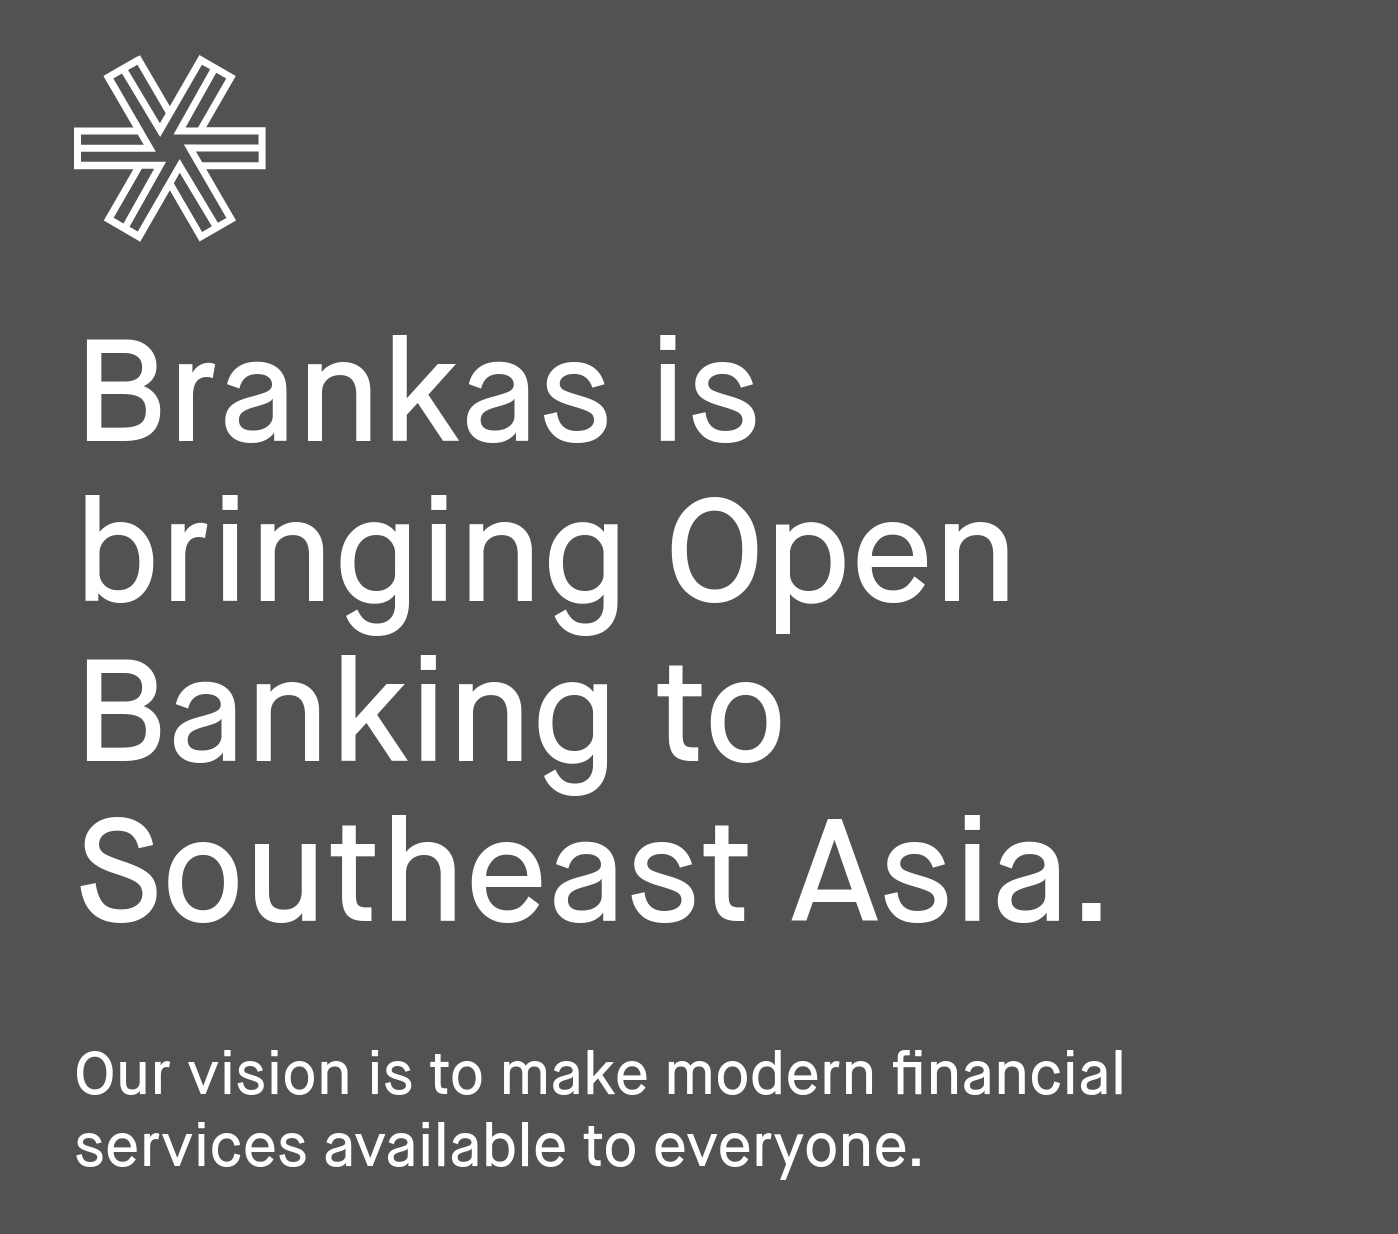 Brankas is
bringing Open
Banking to
Southeast Asia.
Our vision is to make modern financial
services available to everyone.